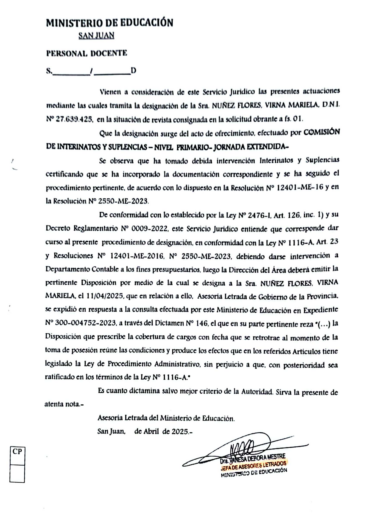 MINISTERIO DE EDUCACIÓN
SAN JUAN
PERSONAL DOCENTE
S.________/________D
Vienen a consideración de este Servicio Jurídico las presentes actuaciones
mediante las cuales tramita la designación de la Sra. NUÑEZ FLORES, VIRNA MARIELA, D.N.I.
Nº 27.639.425, en la situación de revista consignada en la solicitud obrante a fs. 01.
Que la designación surge del acto de ofrecimiento, efectuado por COMISIÓN
DE INTERINATOS Y SUPLENCIAS – NIVEL PRIMARIO- JORNADA EXTENDIDA.-
Se observa que ha tomado debida intervención Interinatos y Suplencias
certificando que se ha incorporado la documentación correspondiente y se ha seguido el
procedimiento pertinente, de acuerdo con lo dispuesto en la Resolución Nº 12401-ME-16 y en
la Resolución Nº 2550-ME-2023.
De conformidad con lo establecido por la Ley Nº 2476-I, Art. 126, inc. 1) y su
Decreto Reglamentario Nº 0009-2022, este Servicio Jurídico entiende que corresponde dar
curso al presente procedimiento de designación, en conformidad con la Ley Nº 1116-A, Art. 23
y Resoluciones Nº 12401-ME-2016, Nº 2550-ME-2023, debiendo darse intervención a
Departamento Contable a los fines presupuestarios, luego la Dirección del Área deberá emitir la
pertinente Disposición por medio de la cual se designa a la Sra. NUÑEZ FLORES, VIRNA
MARIELA, el 11/04/2025, que en relación a ello, Asesoría Letrada de Gobierno de la Provincia,
se expidió en respuesta a la consulta efectuada por este Ministerio de Educación en Expediente
Nº 300-004752-2023, a través del Dictamen Nº 146, el que en su parte pertinente reza "(...) la
Disposición que prescribe la cobertura de cargos con fecha que se retrotrae al momento de la
toma de posesión reúne las condiciones y produce los efectos que en los referidos Artículos tiene
legislado la Ley de Procedimiento Administrativo, sin perjuicio a que, con posterioridad sea
ratificado en los términos de la Ley Nº 1116-A."
Es cuanto dictamina salvo mejor criterio de la Autoridad. Sirva la presente de
atenta nota.-
Asesoría Letrada del Ministerio de Educación.
San Juan, de Abril de 2025.-
CP
Dra. VANESA DEBORA MESTRE
JEFA DE ASESORES LETRADOS
MINISTERIO DE EDUCACIÓN